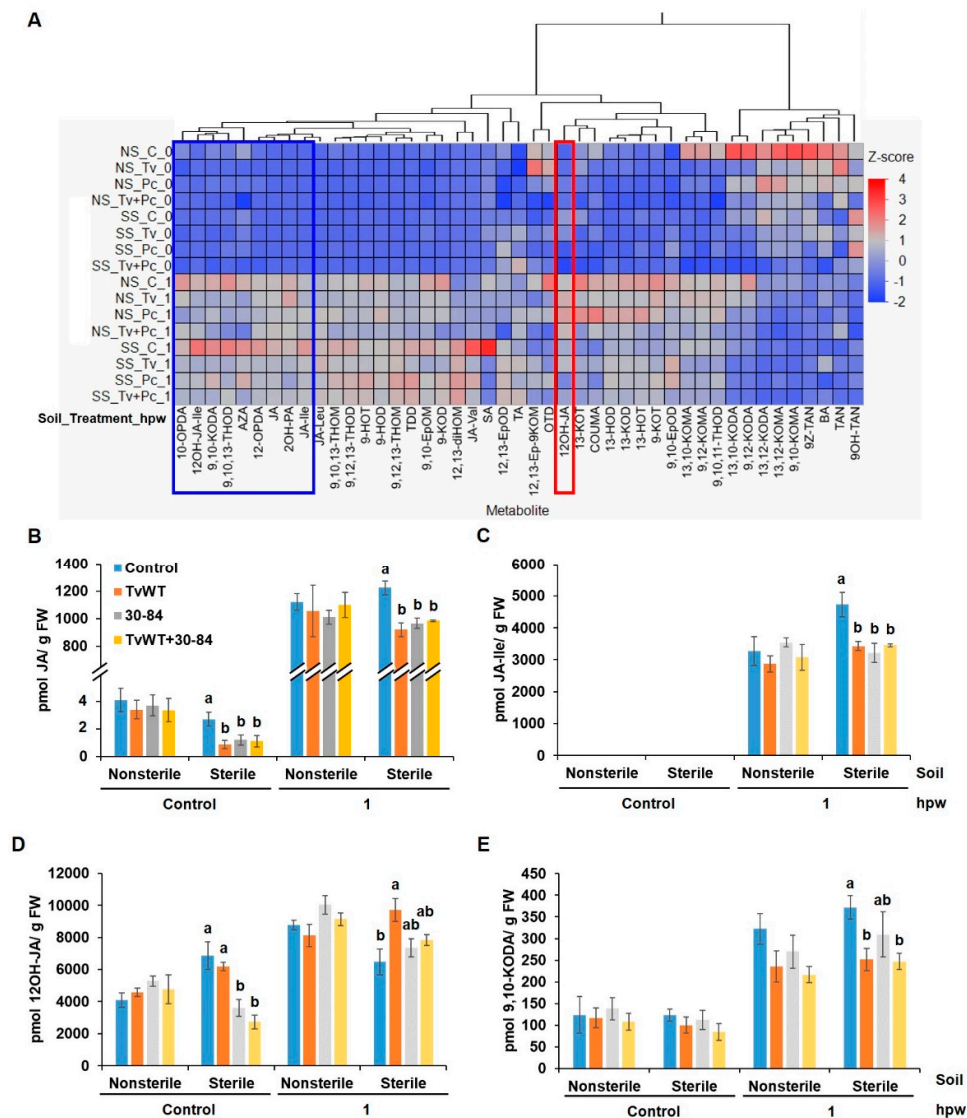 A
NS_C_0
NS_Tv_0
NS_Pc_0
NS_Tv+Pc_0
SS_C_0
SS_Tv_0
SS_Pc_0
SS_Tv+Pc_0
NS_C_1
NS_Tv_1
NS_Pc_1
NS_Tv+Pc_1
SS_C_1
SS_Tv_1
SS_Pc_1
SS_Tv+Pc_1
Z-score
4
3
2
1
0
-1
-2
Soil_Treatment_hpw
10-OPDA
12OH-JA-Ile
9,10-KODA
9,10,13-THOD
AZA
12-OPDA
JA
2OH-PA
JA-Ile
JA-Leu
9,10,13-THOM
9,12,13-THOD
9-HOT
9-HOD
9,12,13-THOM
TDD
9,10-EpOM
9-KOD
12,13-diHOM
JA-Val
SA
12,13-EpOD
TA
12,13-Ep-9KOM
OTD
12OH-JA
13-KOT
COUMA
13-HOD
13-KOD
13-HOT
9-KOT
9,10-EpOD
13,10-KOMA
9,12-KOMA
9,10,11-THOD
13,10-KODA
9,12-KODA
13,12-KODA
13,12-KOMA
9,10-KOMA
9Z-TAN
BA
TAN
9OH-TAN
Metabolite
B
pmol JA/ g FW
1400
1200
1000
800
4
2
0
Control
TvWT
30-84
TvWT+30-84
a
b b b
a
b b b
Nonsterile Sterile Nonsterile Sterile
Control 1
C
pmol JA-Ile/ g FW
6000
5000
4000
3000
2000
1000
0
a
b b b
Nonsterile Sterile Nonsterile Sterile Soil
Control 1 hpw
D
pmol 12OH-JA/ g FW
12000
10000
8000
6000
4000
2000
0
a a b b
b a ab ab
Nonsterile Sterile Nonsterile Sterile
Control 1
E
pmol 9,10-KODA/ g FW
450
400
350
300
250
200
150
100
50
0
a b ab b
Nonsterile Sterile Nonsterile Sterile Soil
Control 1 hpw